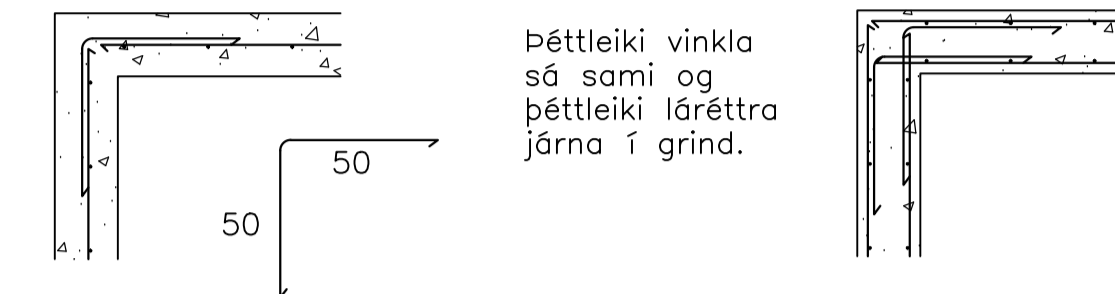 50
50
Þéttleiki vinkla
sá sami og
þéttleiki láréttra
járna í grind.